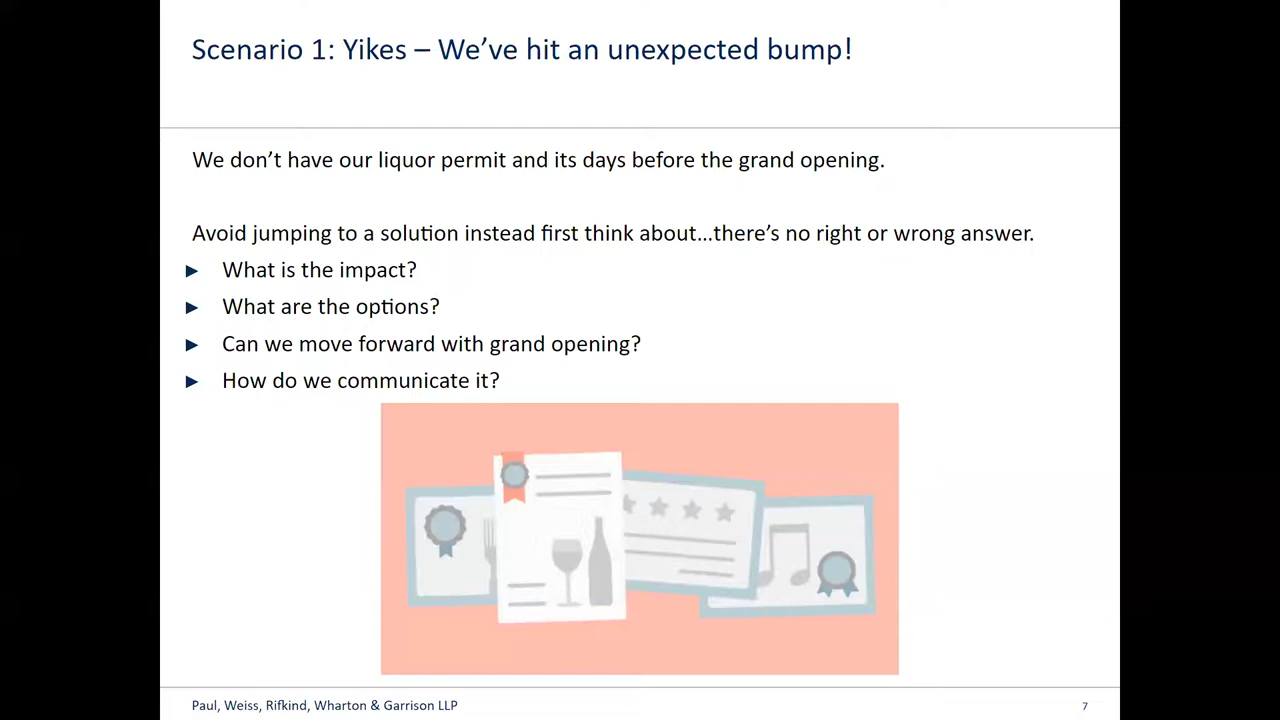 Scenario 1: Yikes – We’ve hit an unexpected bump!
We don’t have our liquor permit and its days before the grand opening.
Avoid jumping to a solution instead first think about…there’s no right or wrong answer.
► What is the impact?
► What are the options?
► Can we move forward with grand opening?
► How do we communicate it?
Paul, Weiss, Rifkind, Wharton & Garrison LLP
7